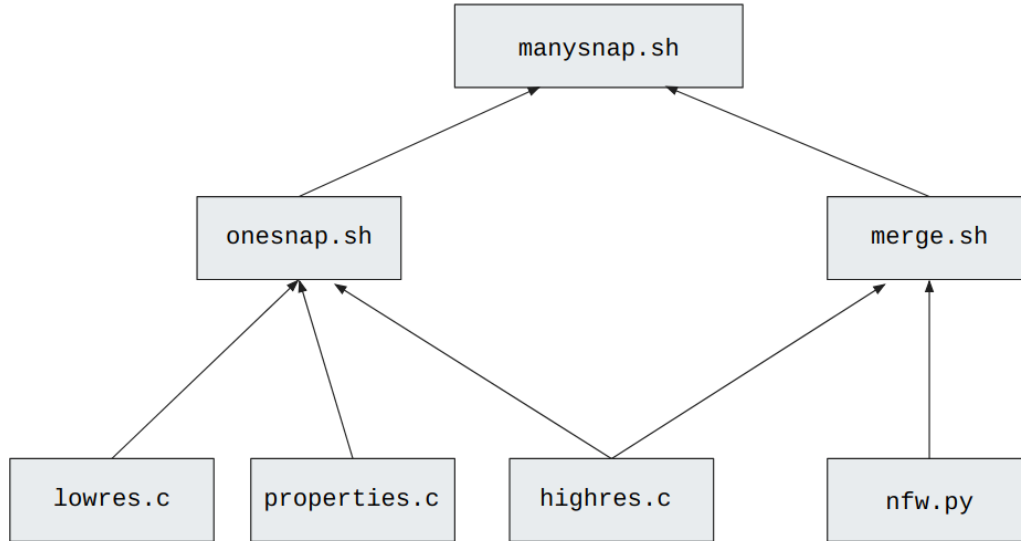 manysnap.sh
onesnap.sh
merge.sh
lowres.c
properties.c
highres.c
nfw.py